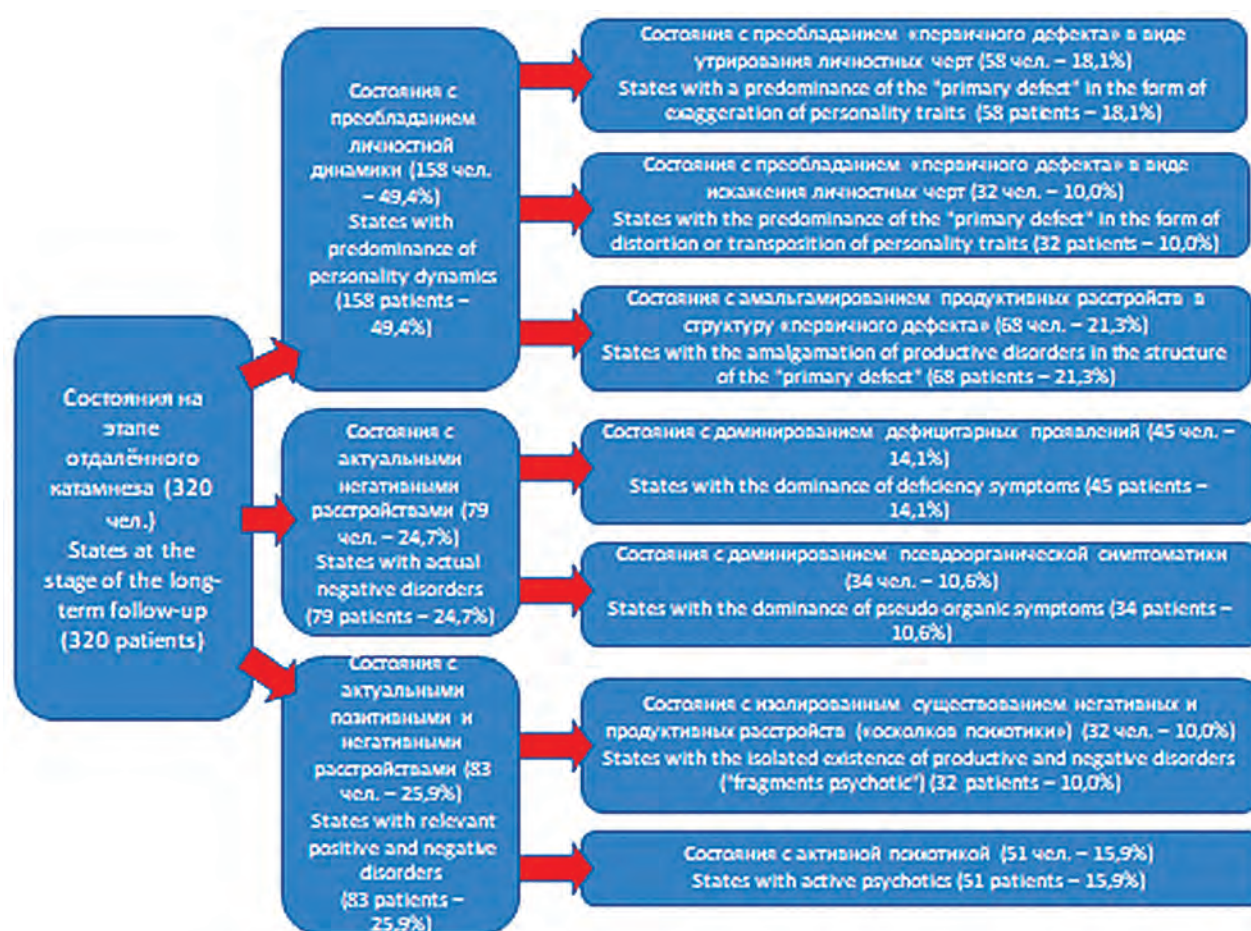 Состояния на
этапе
отдалённого
катамнеза (320
чел.)
States at the
stage of the long-
term follow-up
(320 patients)
Состояния с
преобладанием
личностной
динамики (158 чел.
– 49,4%)
States with
predominance of
personality dynamics
(158 patients –
49,4%)
Состояния с преобладанием «первичного дефекта» в виде
утрирования личностных черт (58 чел. – 18,1%)
States with a predominance of the "primary defect" in the form of
exaggeration of personality traits (58 patients – 18,1%)
Состояния с преобладанием «первичного дефекта» в виде
искажения личностных черт (32 чел. – 10,0%)
States with the predominance of the "primary defect" in the form of
distortion or transposition of personality traits (32 patients – 10,0%)
Состояния с амальгамированием продуктивных расстройств в
структуру «первичного дефекта» (68 чел. – 21,3%)
States with the amalgamation of productive disorders in the structure
of the "primary defect" (68 patients – 21,3%)
Состояния с
актуальными
негативными
расстройствами (79
чел. – 24,7%)
States with actual
negative disorders
(79 patients – 24,7%)
Состояния с доминированием дефицитарных проявлений (45 чел. –
14,1%)
States with the dominance of deficiency symptoms (45 patients –
14,1%)
Состояния с доминированием псевдоорганической симптоматики
(34 чел. – 10,6%)
States with the dominance of pseudo organic symptoms (34 patients –
10,6%)
Состояния с
актуальными
позитивными и
негативными
расстройствами (83
чел. – 25,9%)
States with relevant
positive and negative
disorders
(83 patients –
25,9%)
Состояния с изолированным существованием негативных и
продуктивных расстройств («осколков психотики») (32 чел. – 10,0%)
States with the isolated existence of productive and negative disorders
("fragments psychotic") (32 patients – 10,0%)
Состояния с активной психотикой (51 чел. – 15,9%)
States with active psychotics (51 patients – 15,9%)